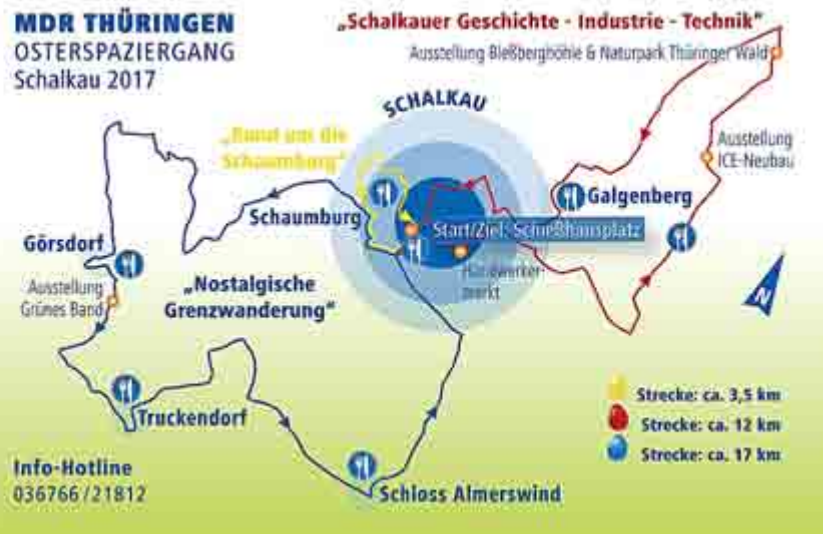 MDR THÜRINGEN
OSTERSPAZIERGANG
Schalkau 2017
„Schalkauer Geschichte - Industrie - Technik“
Ausstellung Bleßberghöhle & Naturpark Thüringer Wald
SCHALKAU
„Rund um die
Schaumburg“
Ausstellung
ICE-Neubau
Schaumburg
Galgenberg
Start/Ziel: Schießhausplatz
Handwerker-
markt
Görsdorf
Ausstellung
Grünes Band
„Nostalgische
Grenzwanderung“
N
Truckendorf
Strecke: ca. 3,5 km
Strecke: ca. 12 km
Strecke: ca. 17 km
Info-Hotline
036766/21812
Schloss Almerswind